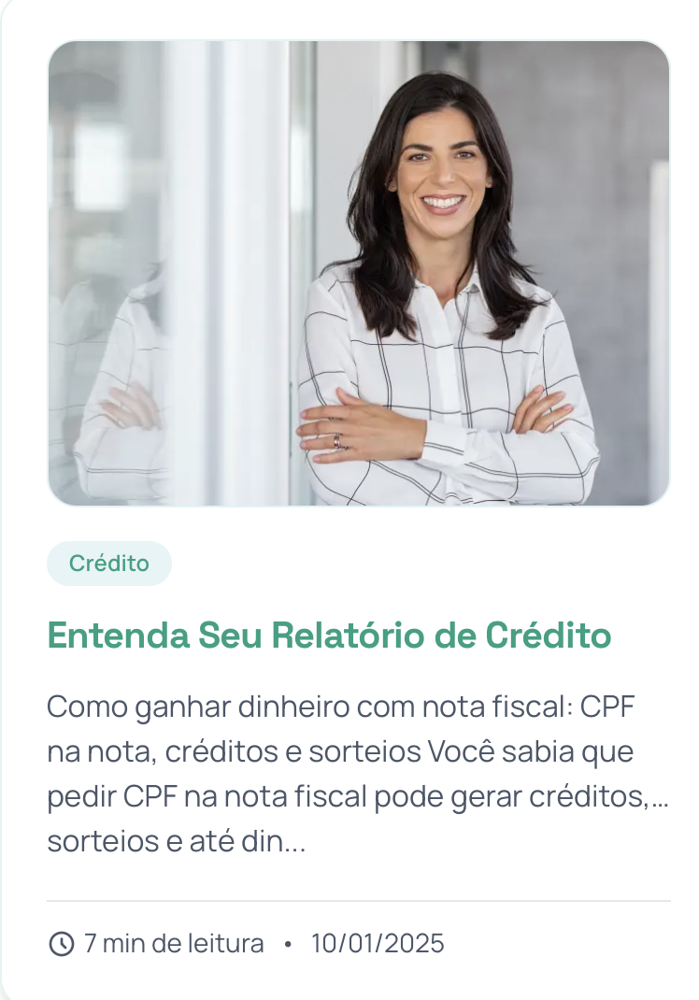 Crédito
Entenda Seu Relatório de Crédito
Como ganhar dinheiro com nota fiscal: CPF
na nota, créditos e sorteios Você sabia que
pedir CPF na nota fiscal pode gerar créditos,...
sorteios e até din...
7 min de leitura • 10/01/2025